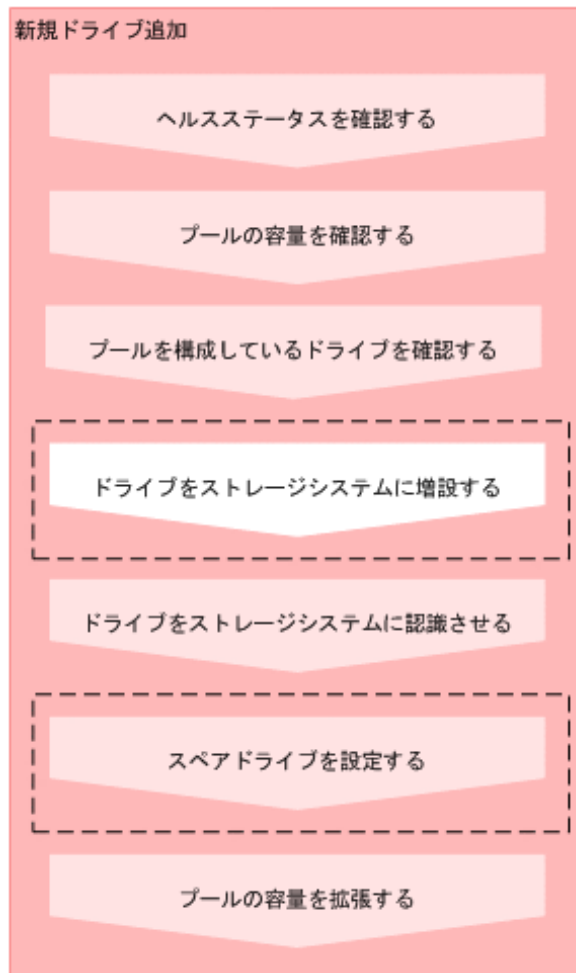 新規ドライブ追加
ヘルスステータスを確認する
プールの容量を確認する
プールを構成しているドライブを確認する
ドライブをストレージシステムに増設する
ドライブをストレージシステムに認識させる
スペアドライブを設定する
プールの容量を拡張する